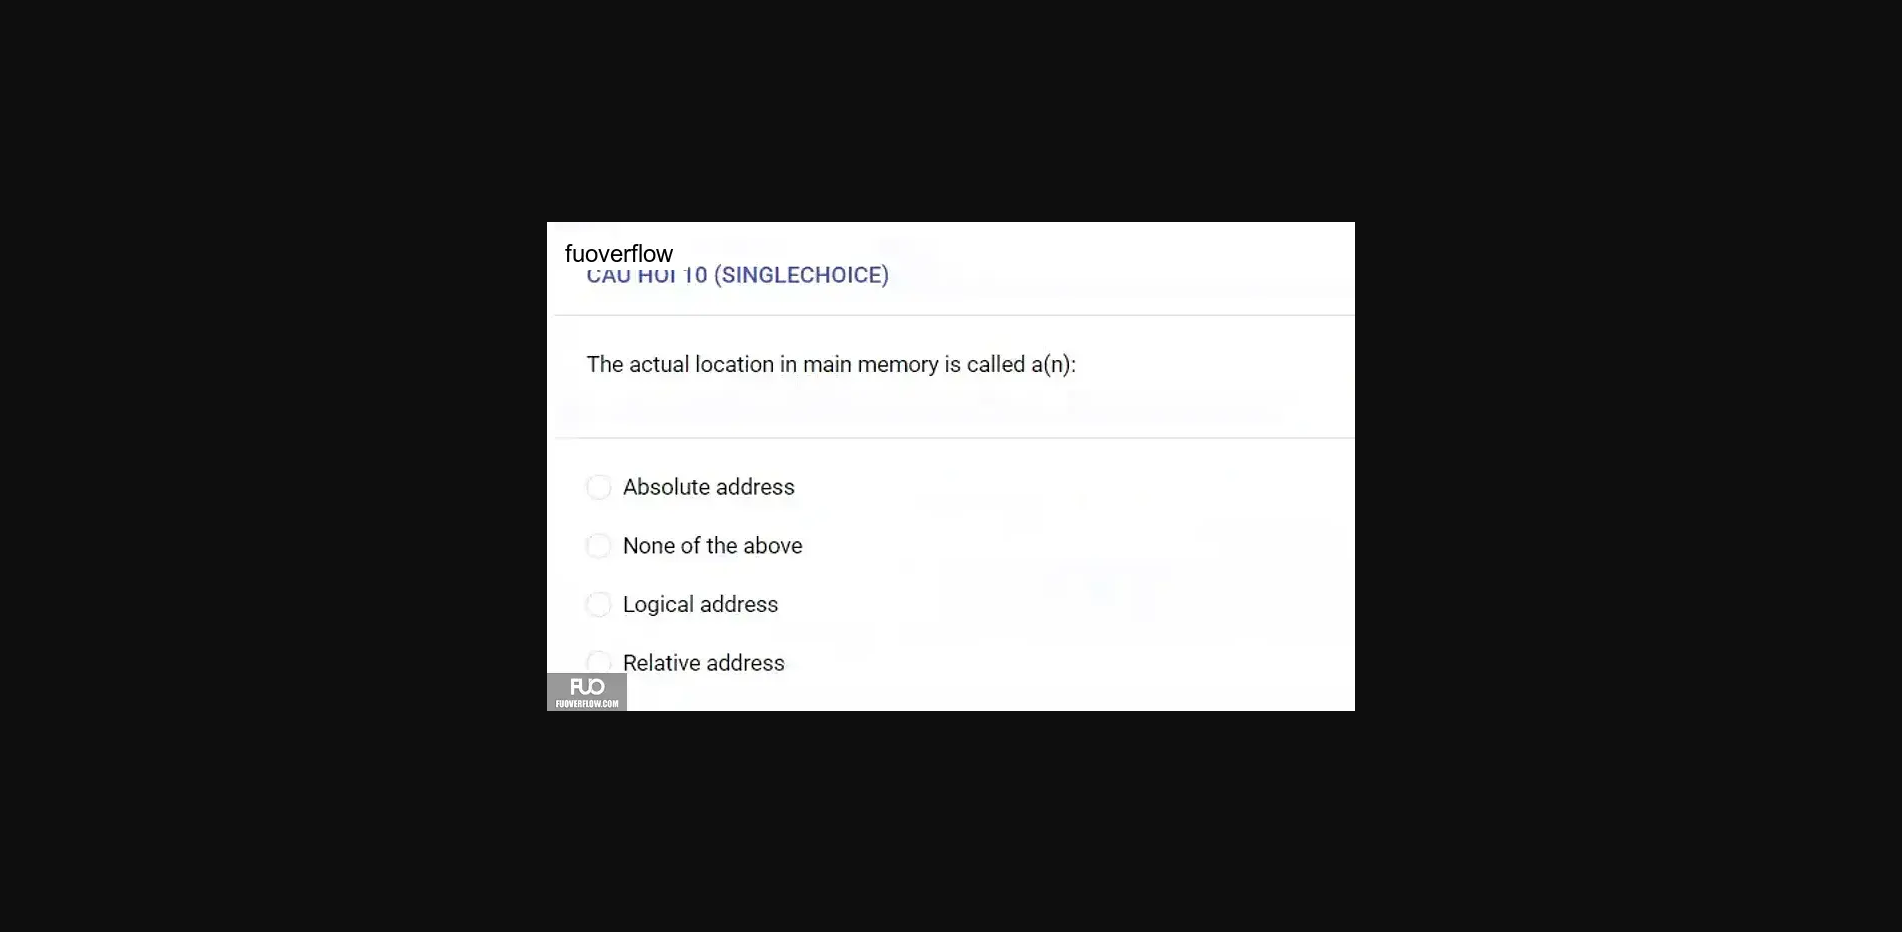 fuoverflow
CÂU HỎI 10 (SINGLECHOICE)
The actual location in main memory is called a(n):
Absolute address
None of the above
Logical address
Relative address
FUO
FUOVERFLOW.COM